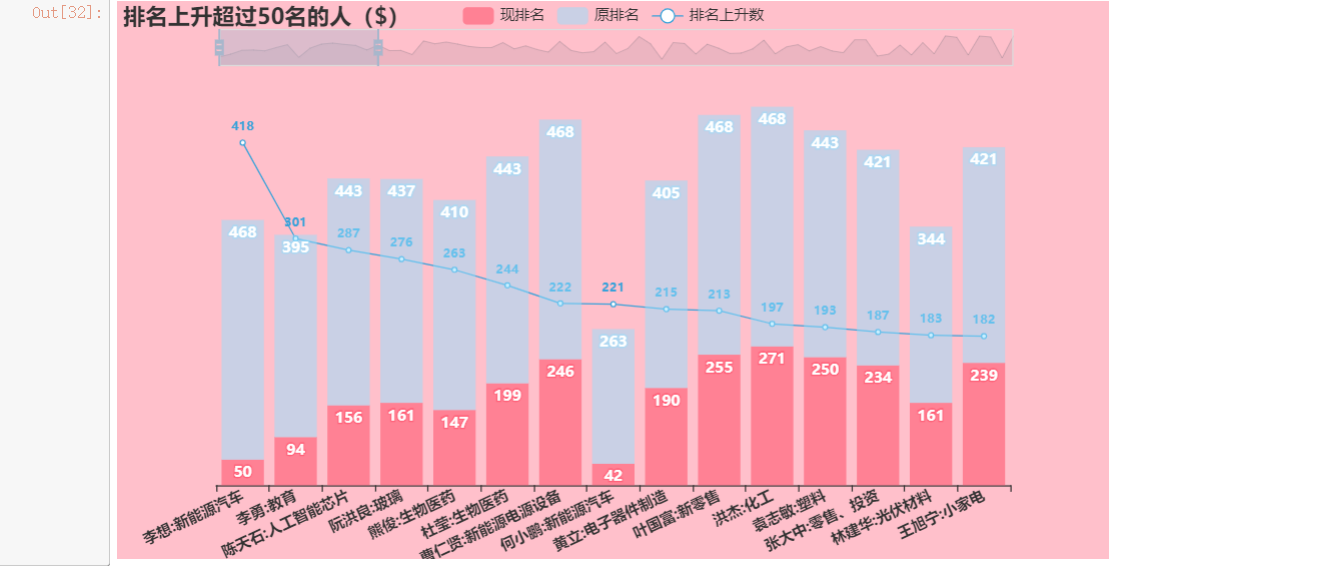 Out[32]:
排名上升超过50名的人（$）
现排名 原排名 排名上升数
418 301 287 276 263 244 222 221 215 213 197 193 187 183 182
468 395 443 437 410 443 468 263 405 468 468 443 421 344 421
50 94 156 161 147 199 246 42 190 255 271 250 234 161 239
李想:新能源汽车
李勇:教育
陈天石:人工智能芯片
阮洪良:玻璃
熊俊:生物医药
杜莹:生物医药
曹仁贤:新能源电源设备
何小鹏:新能源汽车
黄立:电子器件制造
叶国富:新零售
洪杰:化工
袁志敏:塑料
张大中:零售、投资
林建华:光伏材料
王旭宁:小家电